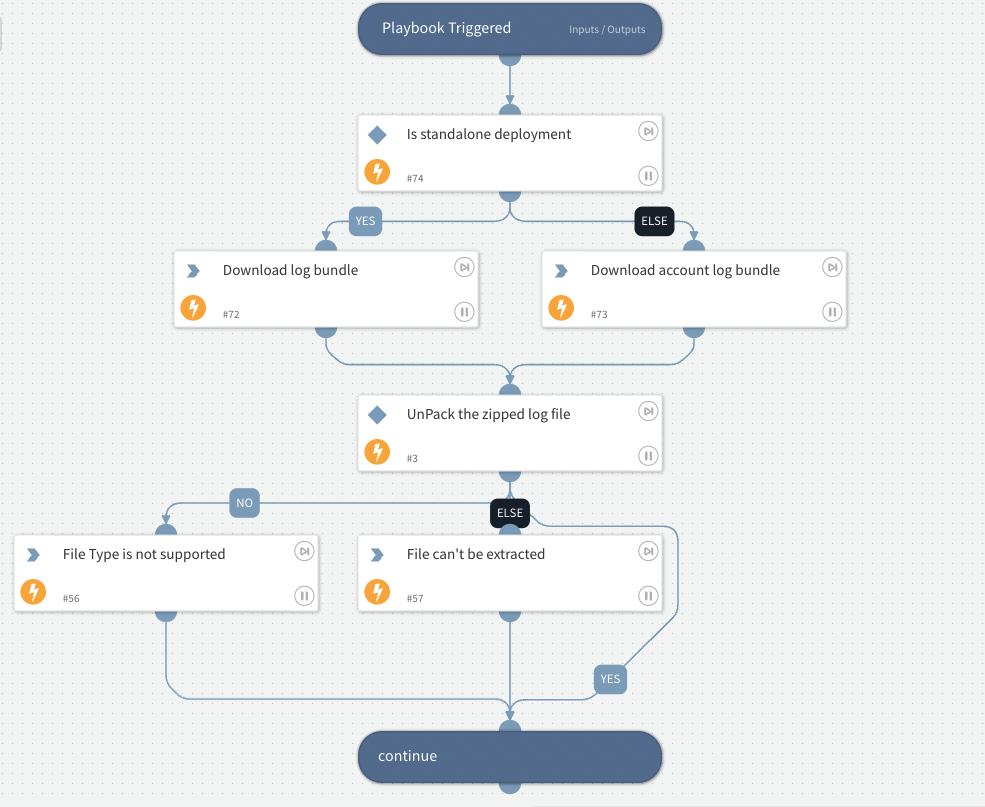 Playbook Triggered
Inputs / Outputs
Is standalone deployment
#74
YES
ELSE
Download log bundle
#72
Download account log bundle
#73
UnPack the zipped log file
#3
NO
ELSE
File Type is not supported
#56
File can't be extracted
#57
YES
continue